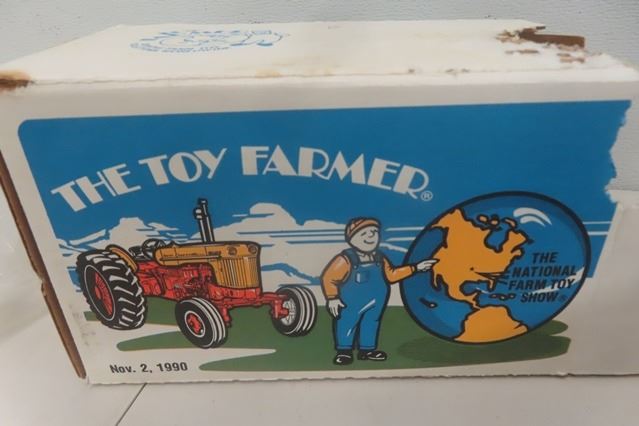 THE TOY FARMER®
THE
NATIONAL
FARM TOY
SHOW®
Nov. 2, 1990